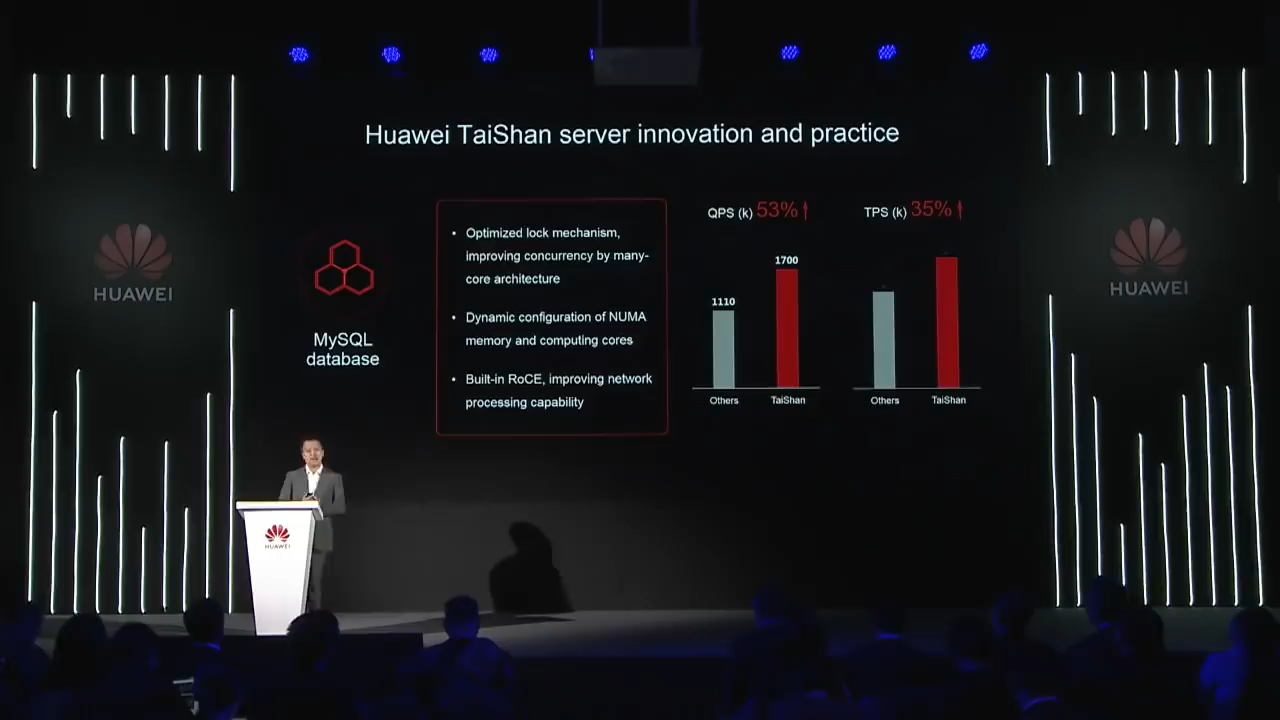 Huawei TaiShan server innovation and practice
HUAWEI
HUAWEI
MySQL
database
• Optimized lock mechanism,
improving concurrency by many-
core architecture
• Dynamic configuration of NUMA
memory and computing cores
• Built-in RoCE, improving network
processing capability
QPS (k) 53%
1110
1700
Others
TaiShan
TPS (k) 35%
Others
TaiShan
HUAWEI